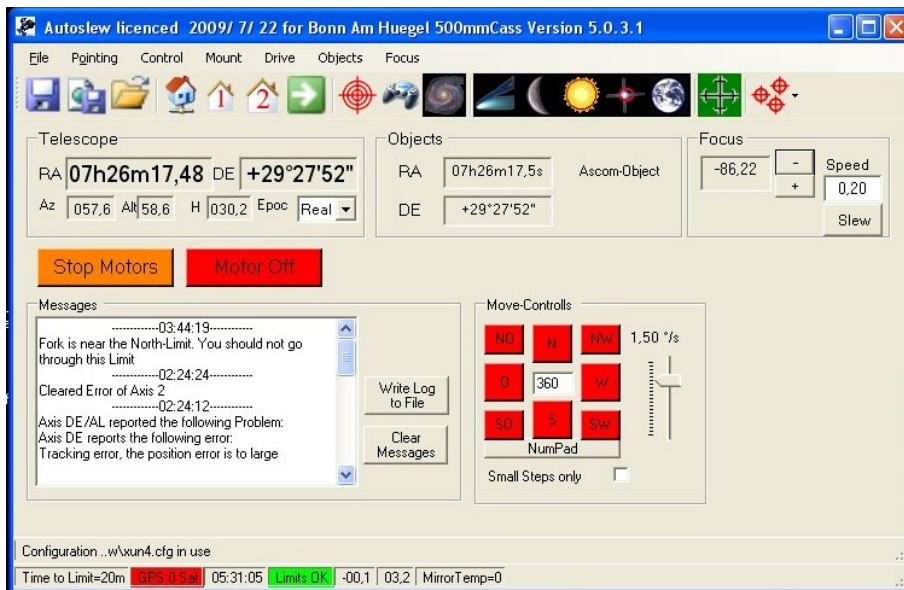 Autoslew licenced 2009/ 7/ 22 for Bonn Am Huegel 500mmCass Version 5.0.3.1
File Pointing Control Mount Drive Objects Focus
1 2
Telescope
RA 07h26m17,48 DE +29°27'52"
Az 057,6 Alt 58,6 H 030,2 Epoc Real
Objects
RA 07h26m17,5s Ascom-Object
DE +29°27'52"
Focus
-86,22 - Speed
+ 0,20
Slew
Stop Motors Motor Off
Messages
------------03:44:19-----------
Fork is near the North-Limit. You should not go
through this Limit
------------02:24:24-----------
Cleared Error of Axis 2
------------02:24:12-----------
Axis DE/AL reported the following Problem:
Axis DE reports the following error:
Tracking error, the position error is to large
Write Log
to File
Clear
Messages
Move-Controlls
NO N NW 1,50 °/s
O 360 W
SO S SW
NumPad
Small Steps only
Configuration ..w\xun4.cfg in use
Time to Limit=20m GPS 0 Sat 05:31:05 Limits OK -00,1 03,2 MirrorTemp=0